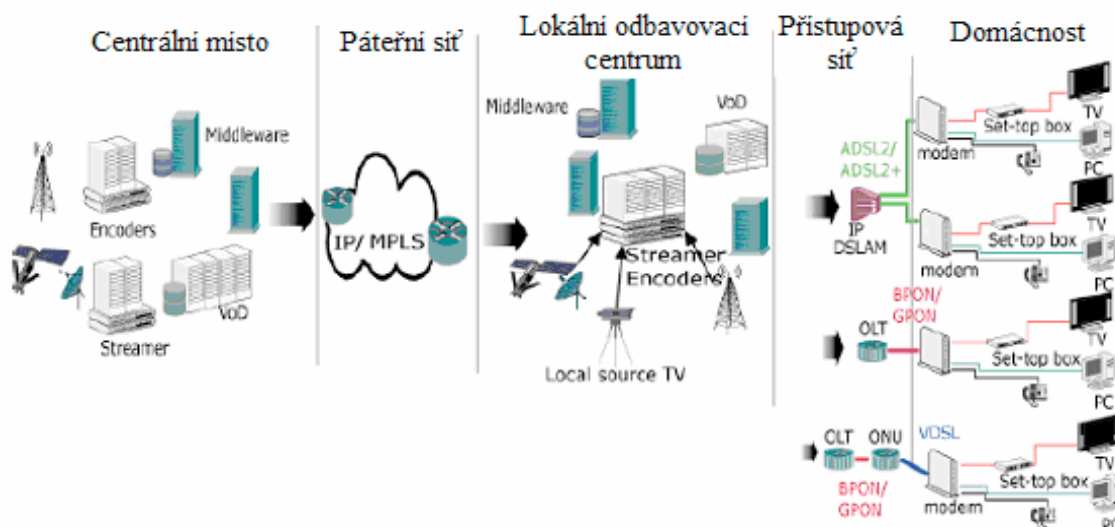 Centrální místo
Páteřní síť
Lokální odbavovací
centrum
Přístupová
síť
Domácnost
Middleware
Encoders
VoD
Streamer
IP/ MPLS
Middleware
VoD
Streamer
Encoders
Local source TV
ADSL2/
ADSL2+
IP
DSLAM
modem
Set-top box
TV
PC
modem
Set-top box
TV
PC
BPON/
GPON
OLT
modem
Set-top box
TV
PC
OLT
ONU
VDSL
BPON/
GPON
modem
Set-top box
TV